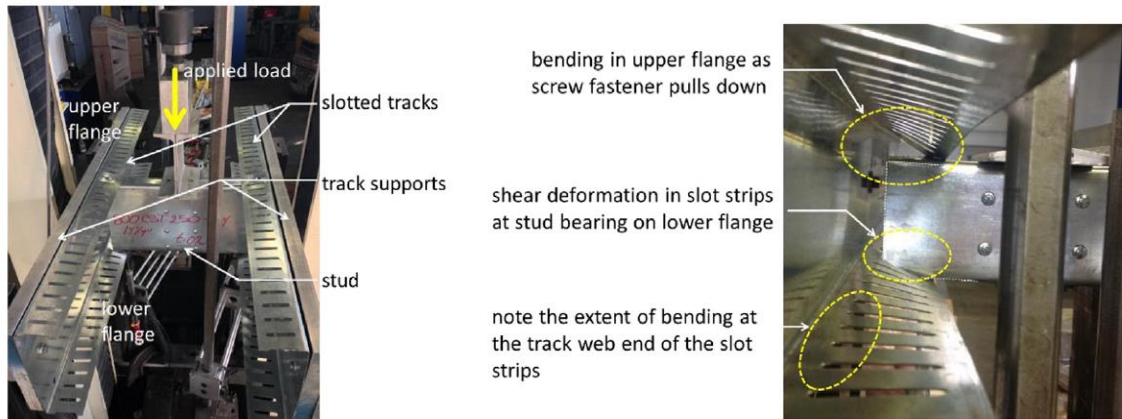 applied load
upper
flange
slotted tracks
track supports
stud
lower
flange
bending in upper flange as
screw fastener pulls down
shear deformation in slot strips
at stud bearing on lower flange
note the extent of bending at
the track web end of the slot
strips